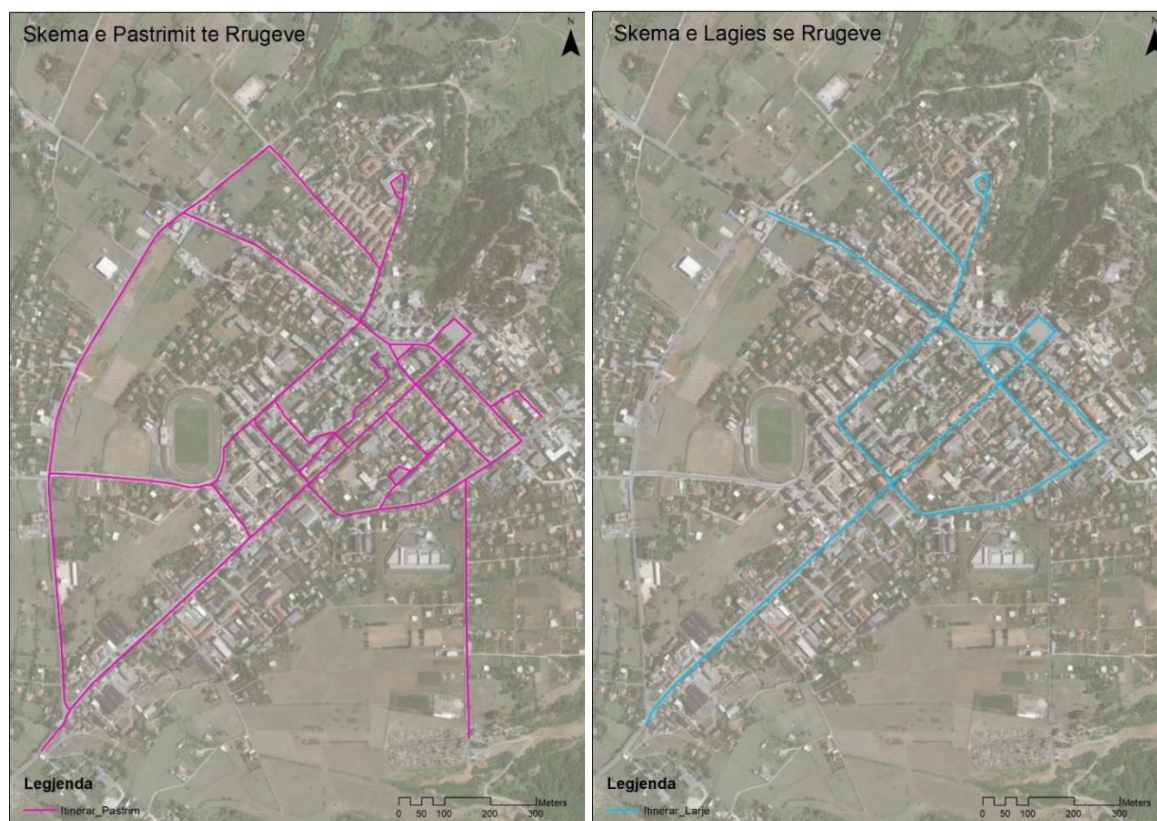 Skema e Pastrimit te Rrugeve
N
Legjenda
Itinerar_Pastrim
Meters
0 50 100 200 300
Skema e Lagies se Rrugeve
N
Legjenda
Itinerar_Larje
Meters
0 50 100 200 300